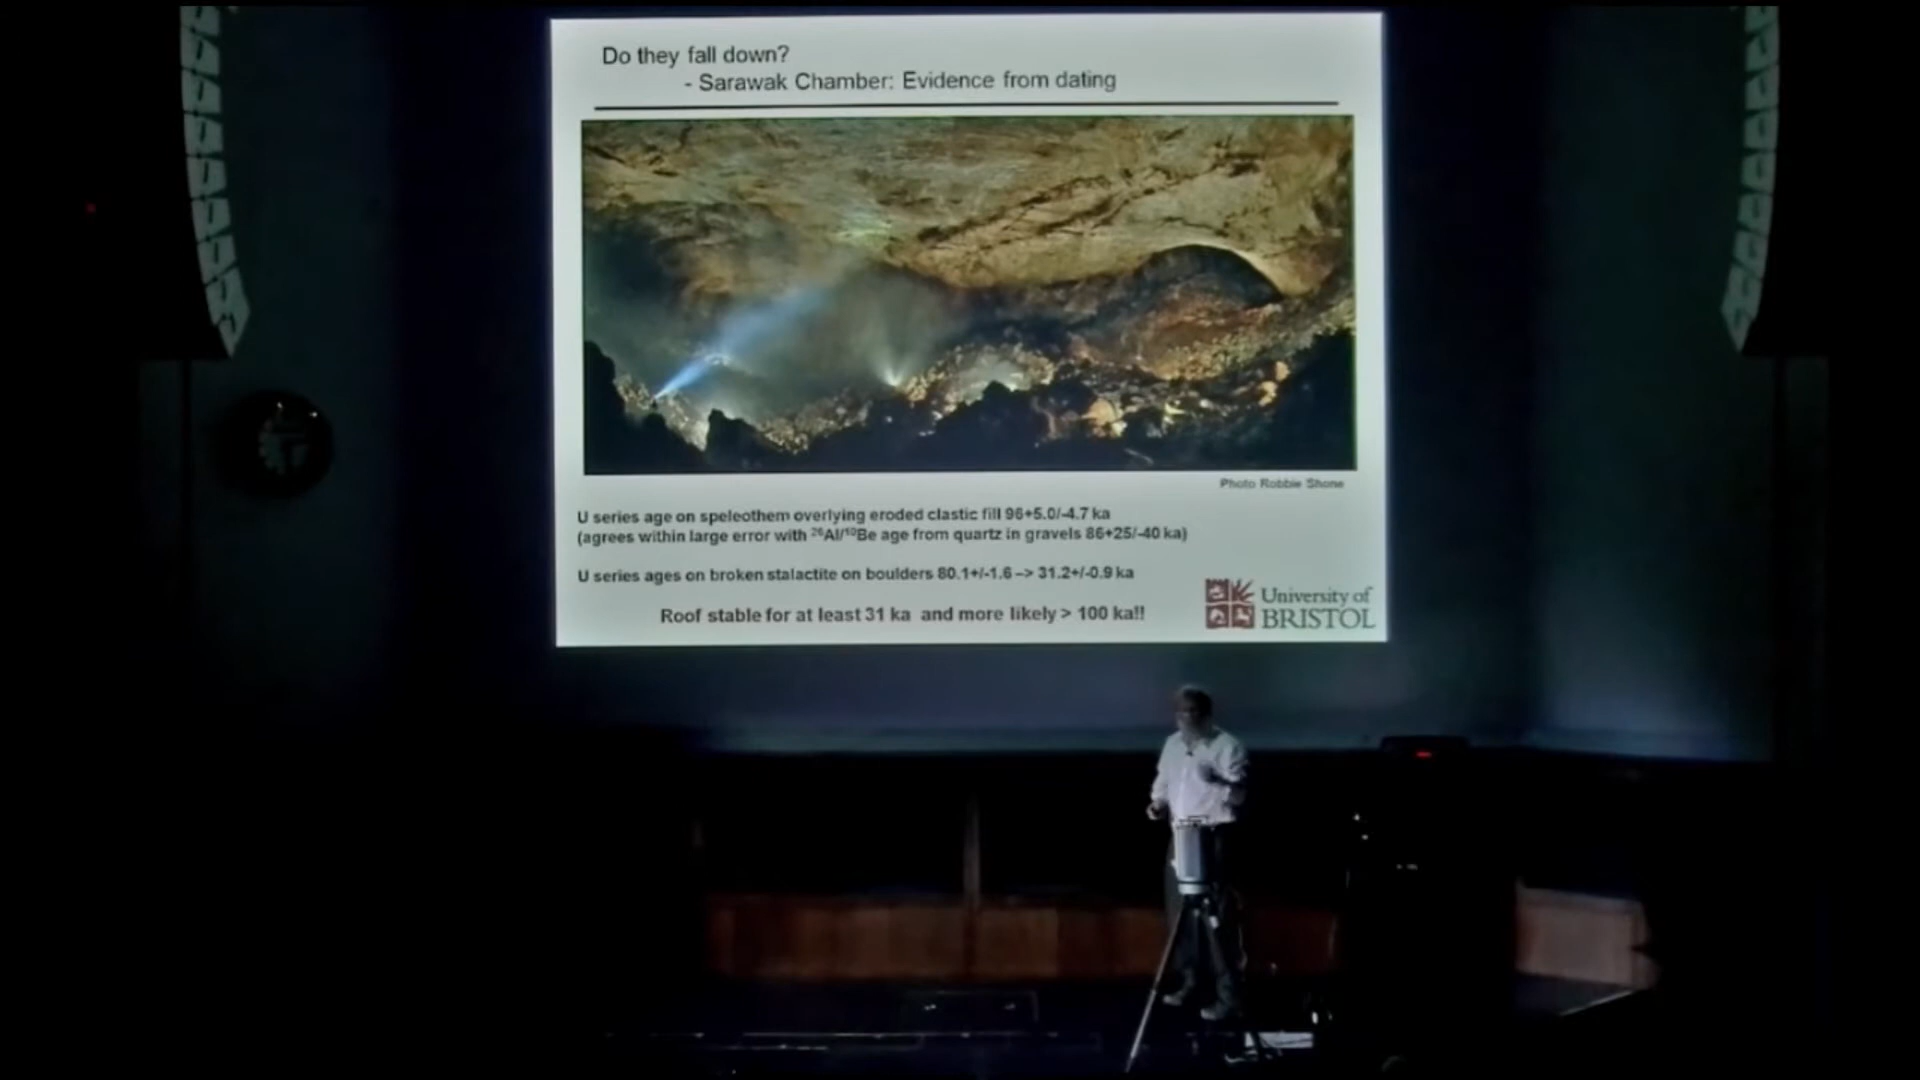 Do they fall down?
- Sarawak Chamber: Evidence from dating
Photo Robbie Shone
U series age on speleothem overlying eroded clastic fill 96+5.0/-4.7 ka
(agrees within large error with ²⁶Al/¹⁰Be age from quartz in gravels 86+25/-40 ka)
U series ages on broken stalactite on boulders 80.1+/-1.6 –> 31.2+/-0.9 ka
Roof stable for at least 31 ka and more likely > 100 ka!!
University of
BRISTOL